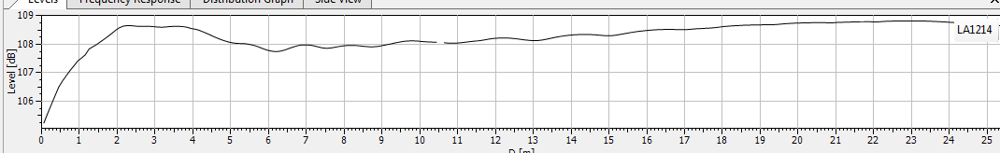 Levels Frequency Response Distribution Graph Side View
109
108
107
106
Level [dB]
LA1214
0 1 2 3 4 5 6 7 8 9 10 11 12 13 14 15 16 17 18 19 20 21 22 23 24 25
D [m]